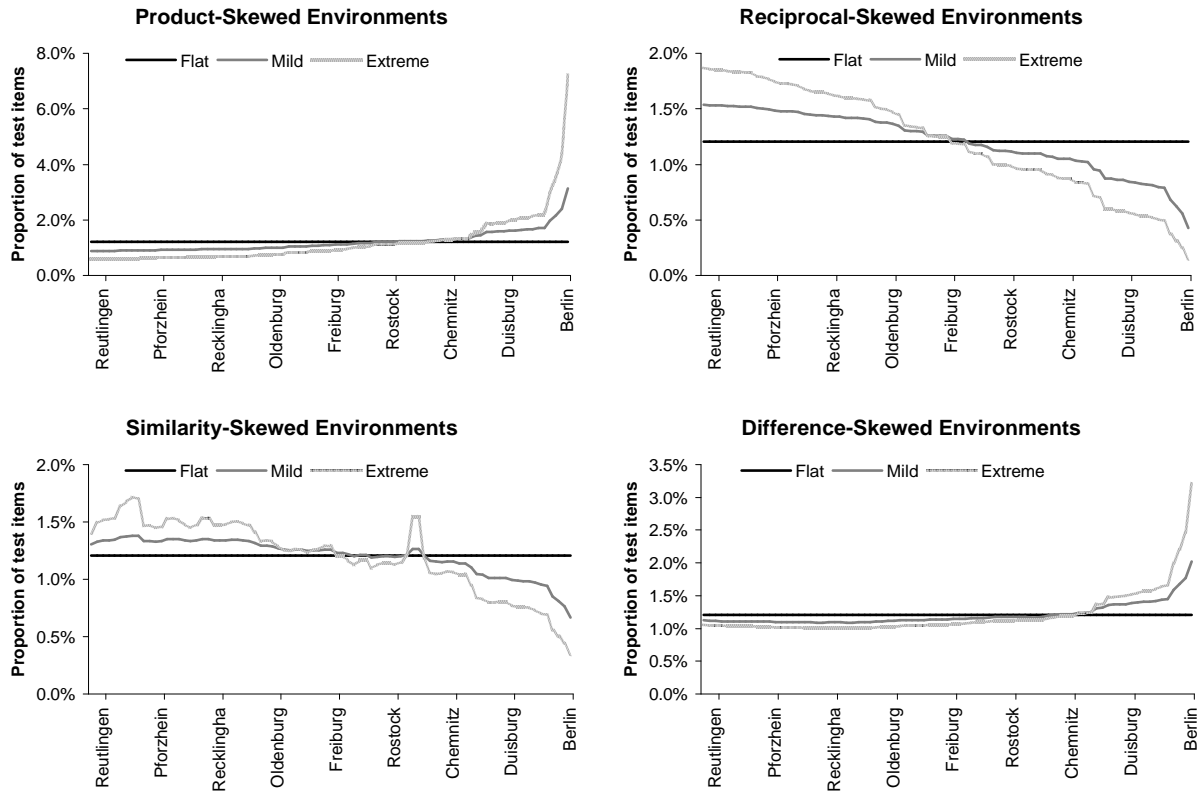 Product-Skewed Environments
Proportion of test items
8.0%
6.0%
4.0%
2.0%
0.0%
Flat Mild Extreme
Reutlingen
Pforzhein
Recklingha
Oldenburg
Freiburg
Rostock
Chemnitz
Duisburg
Berlin
Reciprocal-Skewed Environments
Proportion of test items
2.0%
1.5%
1.0%
0.5%
0.0%
Flat Mild Extreme
Reutlingen
Pforzhein
Recklingha
Oldenburg
Freiburg
Rostock
Chemnitz
Duisburg
Berlin
Similarity-Skewed Environments
Proportion of test items
2.0%
1.5%
1.0%
0.5%
0.0%
Flat Mild Extreme
Reutlingen
Pforzhein
Recklingha
Oldenburg
Freiburg
Rostock
Chemnitz
Duisburg
Berlin
Difference-Skewed Environments
Proportion of test items
3.5%
3.0%
2.5%
2.0%
1.5%
1.0%
0.5%
0.0%
Flat Mild Extreme
Reutlingen
Pforzhein
Recklingha
Oldenburg
Freiburg
Rostock
Chemnitz
Duisburg
Berlin